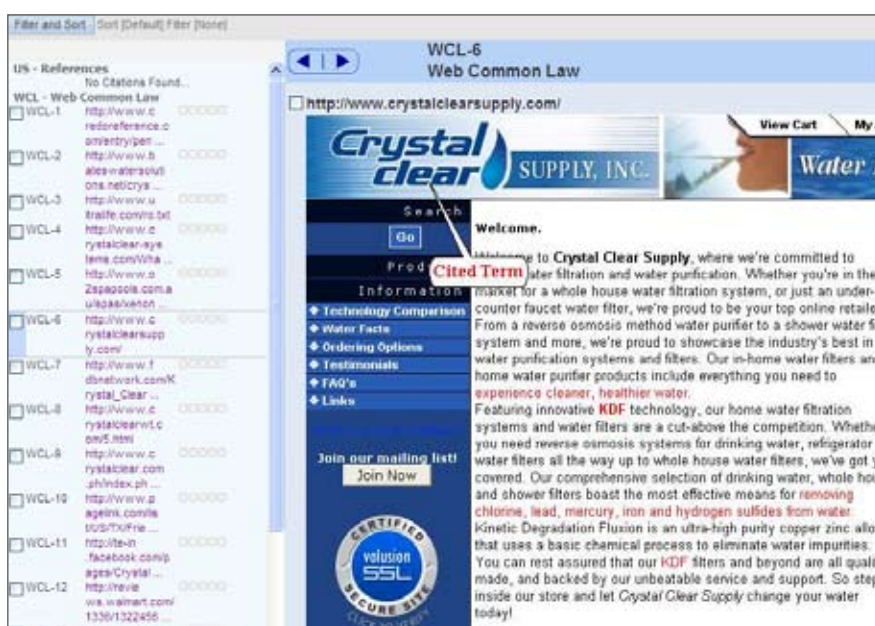 Filter and Sort - Sort [Default] Filter [None]
US - References
No Citations Found...
WCL - Web Common Law
WCL-1 http://www.c
redoreference.c
om/entry/pen ...
WCL-2 http://www.b
ates-watersoluti
ons.net/crys ...
WCL-3 http://www.u
ltralife.com/rs.txt
WCL-4 http://www.c
rystalclear-sys
tems.com/Wha ...
WCL-5 http://www.o
2spapools.com.a
u/spas/xenon ...
WCL-6 http://www.c
rystalclearsupp
ly.com/
WCL-7 http://www.f
dbnetwork.com/K
rystal_Clear ...
WCL-8 http://www.c
rystalclearwt.c
om/5.html
WCL-9 http://www.c
rystalclear.com
.ph/index.ph ...
WCL-10 http://www.p
agelink.com/lis
t/US/TX/Frie ...
WCL-11 http://te-in
.facebook.com/p
ages/Crystal ...
WCL-12 http://revie
ws.walmart.com/
1336/1322456 ...
WCL-6
Web Common Law
http://www.crystalclearsupply.com/
Crystal
clear
SUPPLY, INC.
View Cart
My
Water
Search
Go
Prod
Information
Technology Comparison
Water Facts
Ordering Options
Testimonials
FAQ's
Links
Join our mailing list!
Join Now
CERTIFIED
volusion
SSL
SECURE SITE
CLICK TO VERIFY
Cited Term
Welcome.
to Crystal Clear Supply, where we're committed to
water filtration and water purification. Whether you're in the
market for a whole house water filtration system, or just an under-
counter faucet water filter, we're proud to be your top online retaile
From a reverse osmosis method water purifier to a shower water fi
system and more, we're proud to showcase the industry's best in
water purification systems and filters. Our in-home water filters an
home water purifier products include everything you need to
experience cleaner, healthier water.
Featuring innovative KDF technology, our home water filtration
systems and water filters are a cut-above the competition. Whethe
you need reverse osmosis systems for drinking water, refrigerator
water filters all the way up to whole house water filters, we've got y
covered. Our comprehensive selection of drinking water, whole hou
and shower filters boast the most effective means for removing
chlorine, lead, mercury, iron and hydrogen sulfides from water.
Kinetic Degradation Fluxion is an ultra-high purity copper zinc allo
that uses a basic chemical process to eliminate water impurities.
You can rest assured that our KDF filters and beyond are all quali
made, and backed by our unbeatable service and support. So step
inside our store and let Crystal Clear Supply change your water
today!